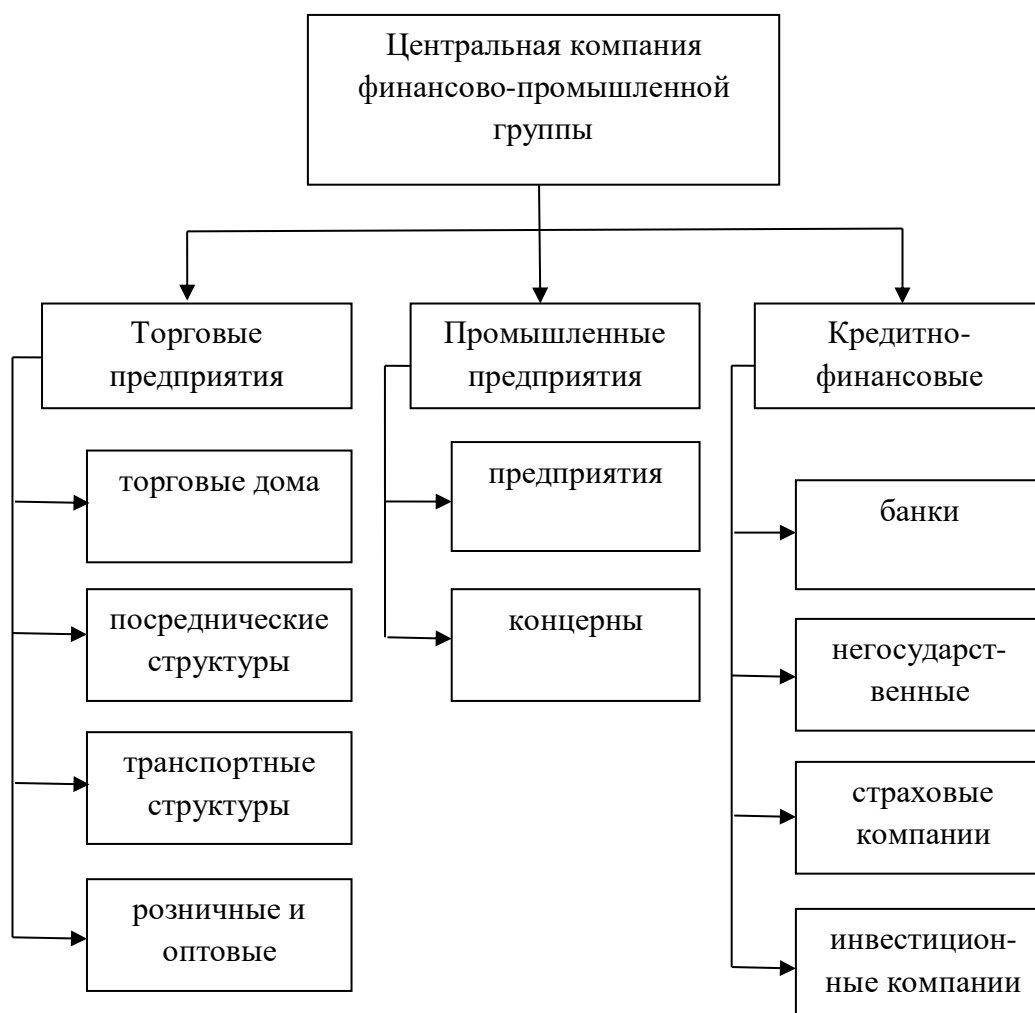 Центральная компания
финансово-промышленной
группы
Торговые
предприятия
Промышленные
предприятия
Кредитно-
финансовые
торговые дома
посреднические
структуры
транспортные
структуры
розничные и
оптовые
предприятия
концерны
банки
негосударст-
венные
страховые
компании
инвестицион-
ные компании